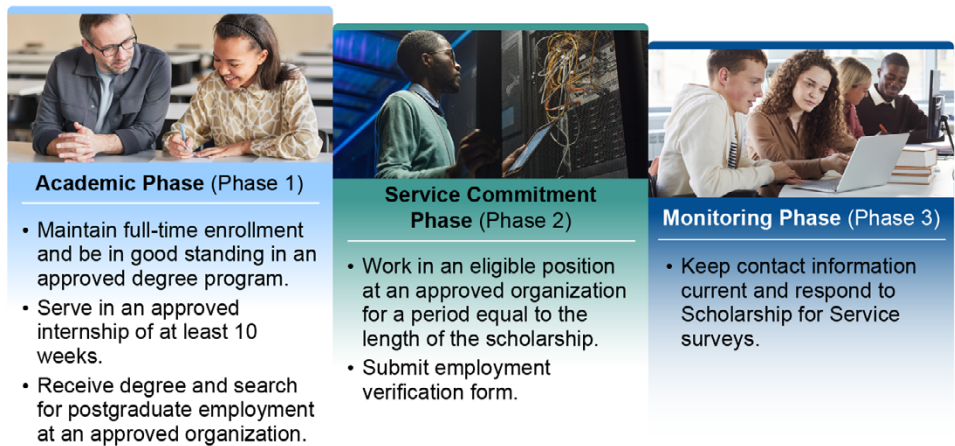 Academic Phase (Phase 1)
• Maintain full-time enrollment
and be in good standing in an
approved degree program.
• Serve in an approved
internship of at least 10
weeks.
• Receive degree and search
for postgraduate employment
at an approved organization.
Service Commitment
Phase (Phase 2)
• Work in an eligible position
at an approved organization
for a period equal to the
length of the scholarship.
• Submit employment
verification form.
Monitoring Phase (Phase 3)
• Keep contact information
current and respond to
Scholarship for Service
surveys.